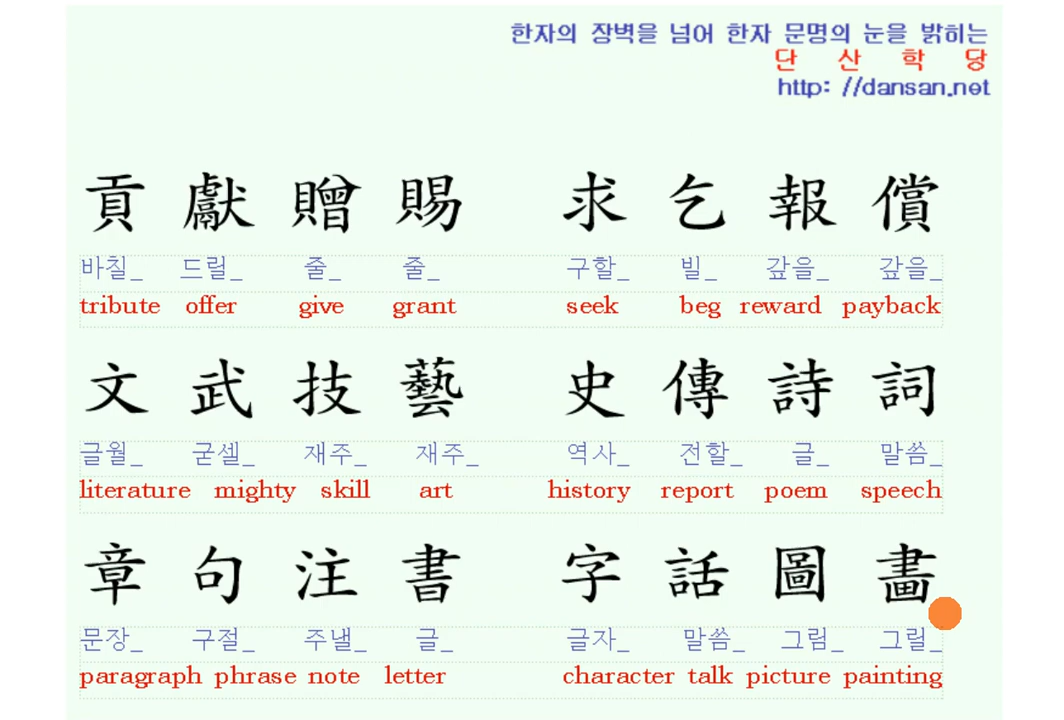 한자의 장벽을 넘어 한자 문명의 눈을 밝히는
단 산 학 당
http: //dansan.net
貢 獻 贈 賜 求 乞 報 償
바칠_ 드릴_ 줄_ 줄_ 구할_ 빌_ 갚을_ 갚을_
tribute offer give grant seek beg reward payback
文 武 技 藝 史 傳 詩 詞
글월_ 굳셀_ 재주_ 재주_ 역사_ 전할_ 글_ 말씀_
literature mighty skill art history report poem speech
章 句 注 書 字 話 圖 畵
문장_ 구절_ 주낼_ 글_ 글자_ 말씀_ 그림_ 그릴_
paragraph phrase note letter character talk picture painting